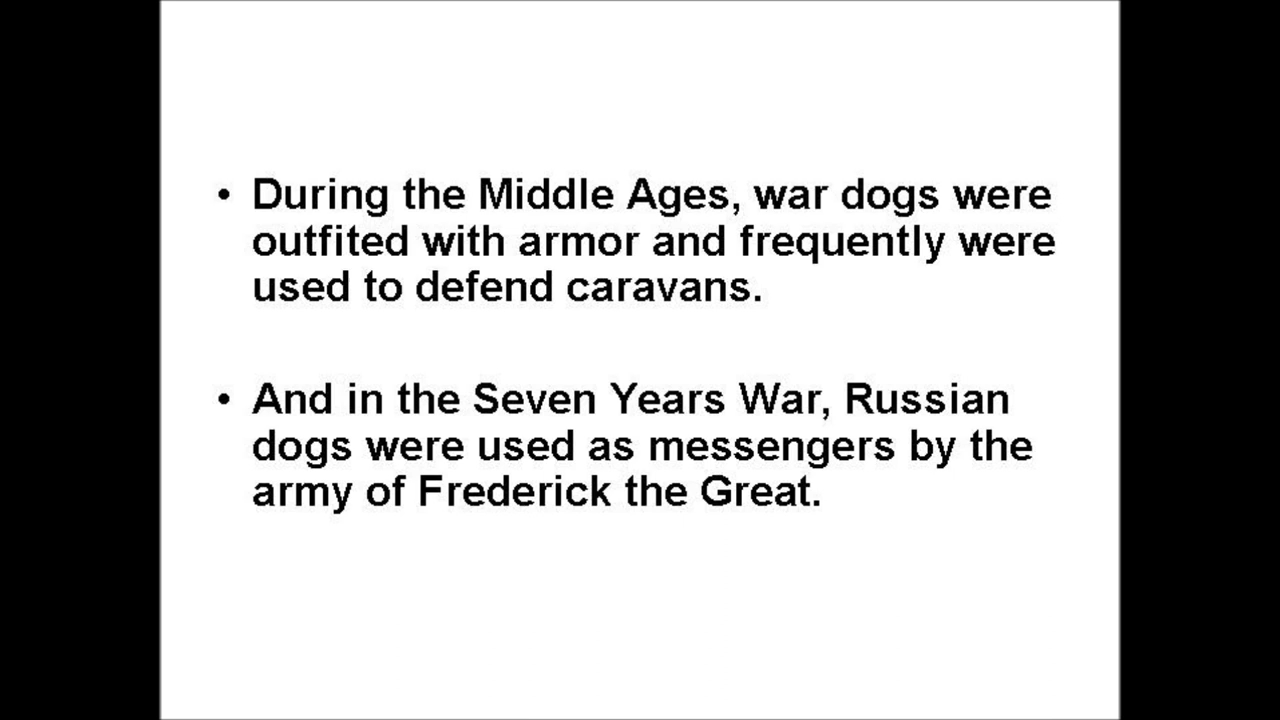 • During the Middle Ages, war dogs were
outfited with armor and frequently were
used to defend caravans.
• And in the Seven Years War, Russian
dogs were used as messengers by the
army of Frederick the Great.